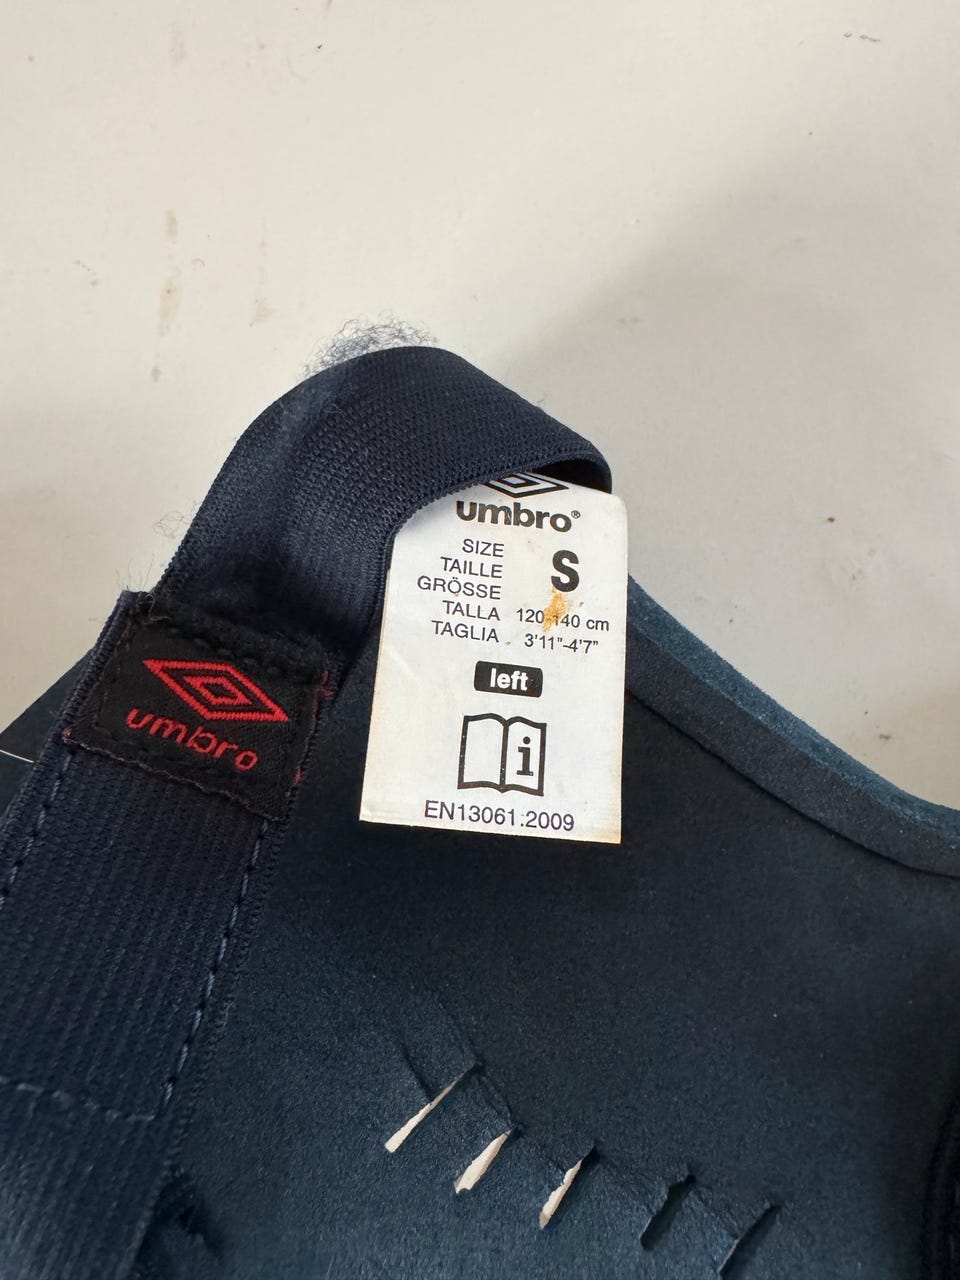 umbro®
SIZE
TAILLE
GRÖSSE
TALLA
TAGLIA
S
120-140 cm
3'11"-4'7"
left
i
EN13061:2009
umbro